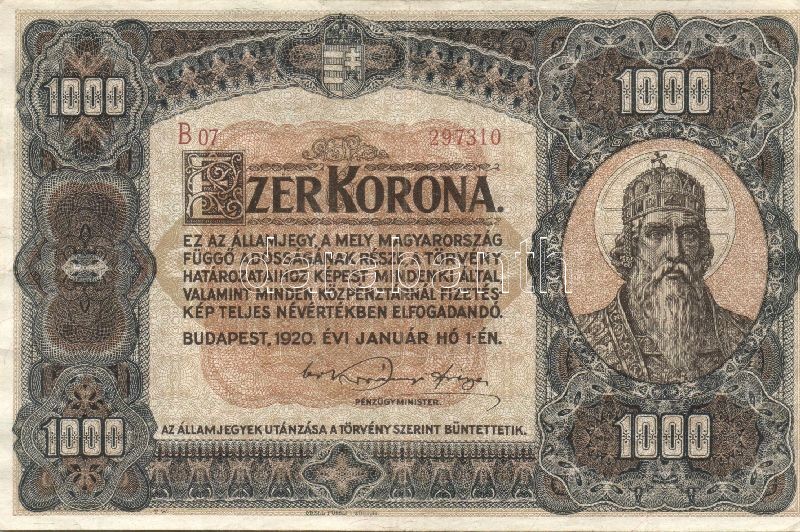 1000
1000
B 07 297310
EZER KORONA.
EZ AZ ÁLLAMJEGY, A MELY MAGYARORSZÁG
FÜGGŐ ADÓSSÁGÁNAK RÉSZE, A TÖRVÉNY
HATÁROZATAIHOZ KÉPEST MINDENKI ÁLTAL,
VALAMINT MINDEN KÖZPÉNZTÁRNÁL FIZETÉS-
KÉP TELJES NÉVÉRTÉKBEN ELFOGADANDÓ.
BUDAPEST, 1920. ÉVI JANUÁR HÓ 1-ÉN.
PÉNZÜGYMINISTER.
AZ ÁLLAMJEGYEK UTÁNZÁSA A TÖRVÉNY SZERINT BÜNTETTETIK.
1000
1000